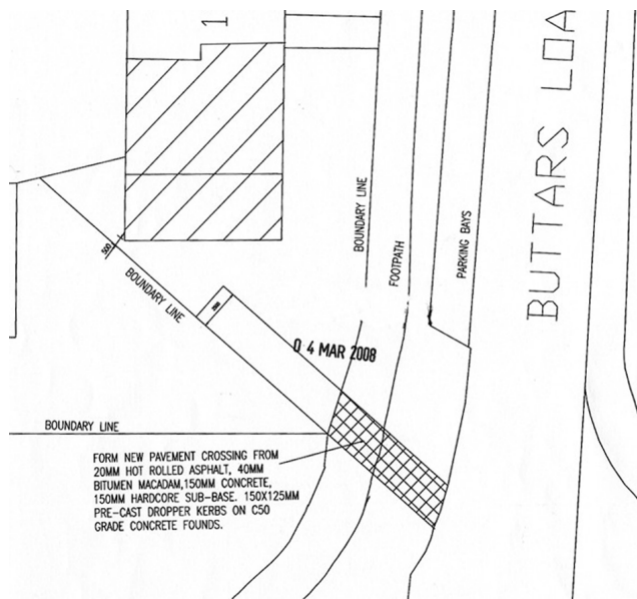 1
BUTTARS LOA
BOUNDARY LINE
FOOTPATH
PARKING BAYS
500
BOUNDARY LINE
0 4 MAR 2008
BOUNDARY LINE
FORM NEW PAVEMENT CROSSING FROM
20MM HOT ROLLED ASPHALT, 40MM
BITUMEN MACADAM,150MM CONCRETE,
150MM HARDCORE SUB-BASE. 150X125MM
PRE-CAST DROPPER KERBS ON C50
GRADE CONCRETE FOUNDS.